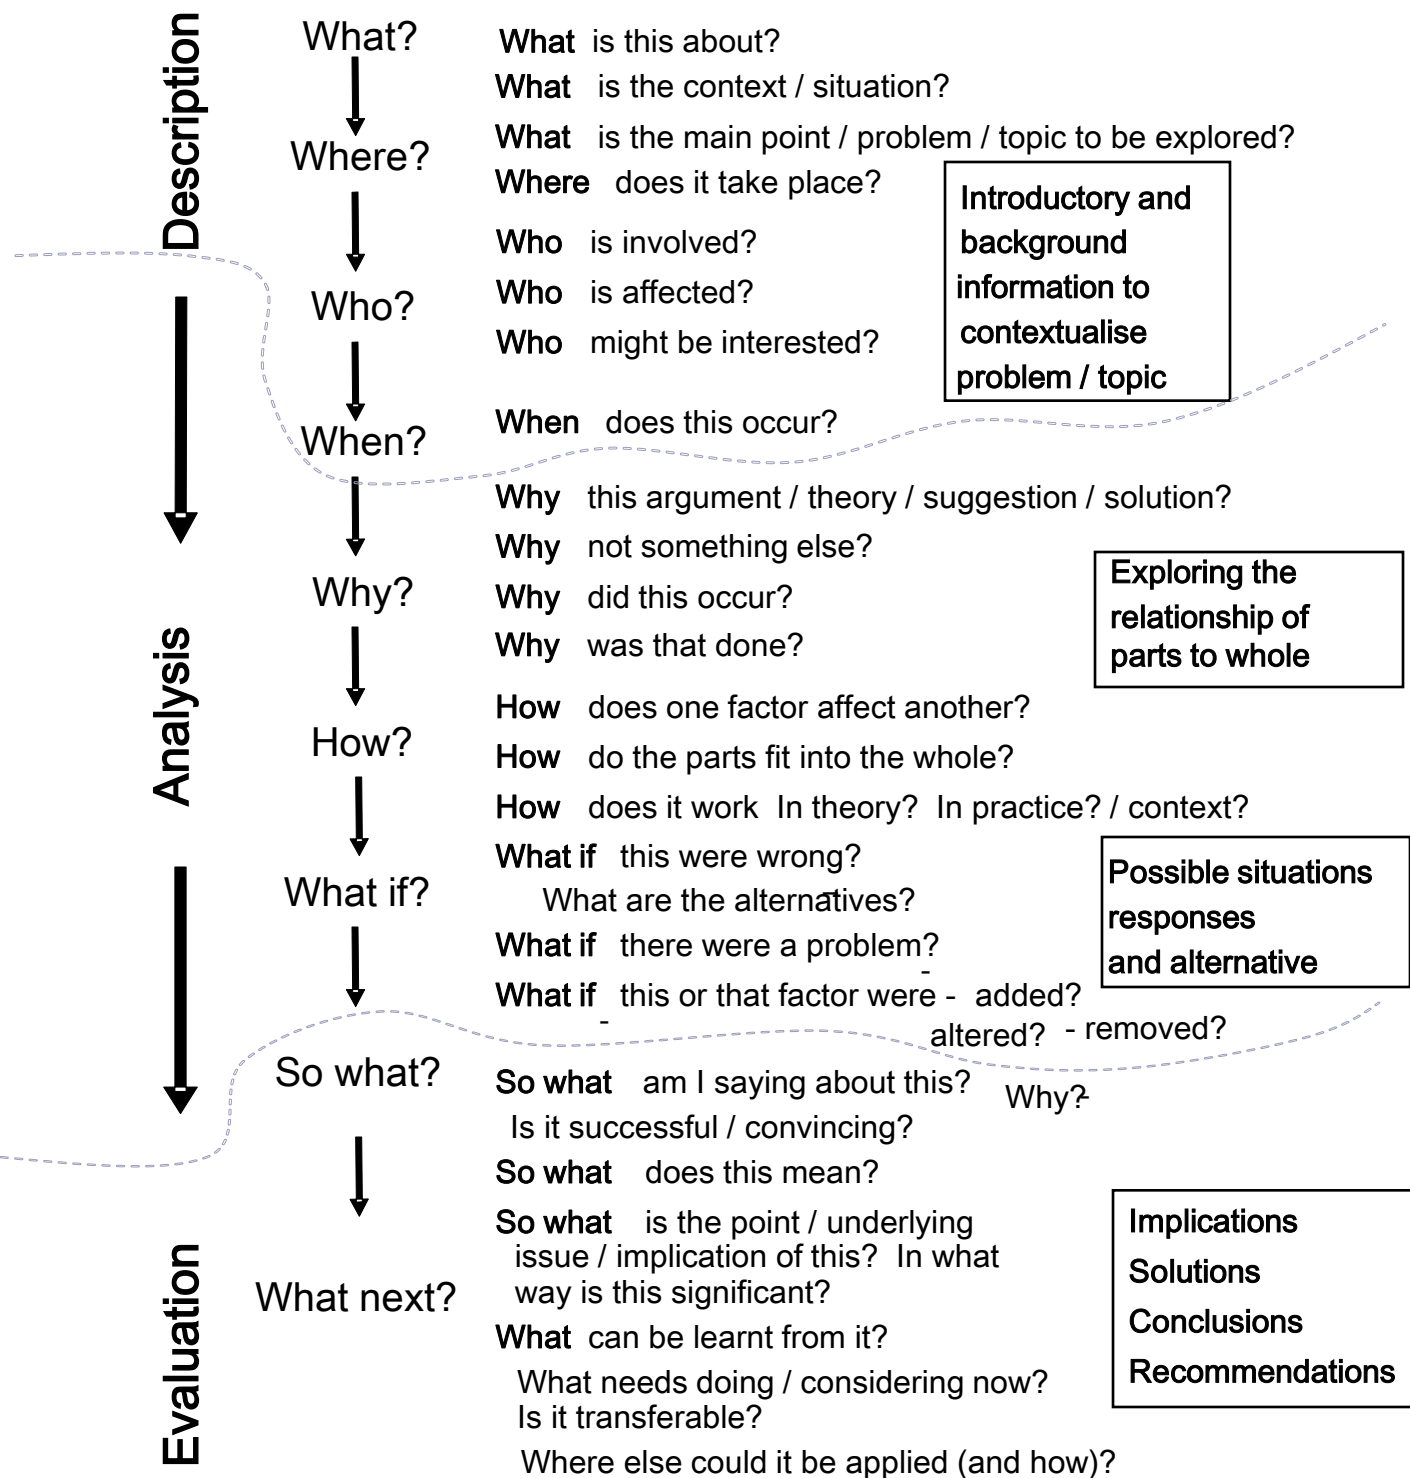 Description
Analysis
Evaluation
What?
Where?
Who?
When?
Why?
How?
What if?
So what?
What next?
What is this about?
What is the context / situation?
What is the main point / problem / topic to be explored?
Where does it take place?
Who is involved?
Who is affected?
Who might be interested?
When does this occur?
Introductory and
background
information to
contextualise
problem / topic
Why this argument / theory / suggestion / solution?
Why not something else?
Why did this occur?
Why was that done?
Exploring the
relationship of
parts to whole
How does one factor affect another?
How do the parts fit into the whole?
How does it work In theory? In practice? / context?
What if this were wrong?
What are the alternatives?
What if there were a problem?
What if this or that factor were - added?
altered? - removed?
Possible situations
responses
and alternative
So what am I saying about this? Why?-
Is it successful / convincing?
So what does this mean?
So what is the point / underlying
issue / implication of this? In what
way is this significant?
What can be learnt from it?
What needs doing / considering now?
Is it transferable?
Where else could it be applied (and how)?
Implications
Solutions
Conclusions
Recommendations